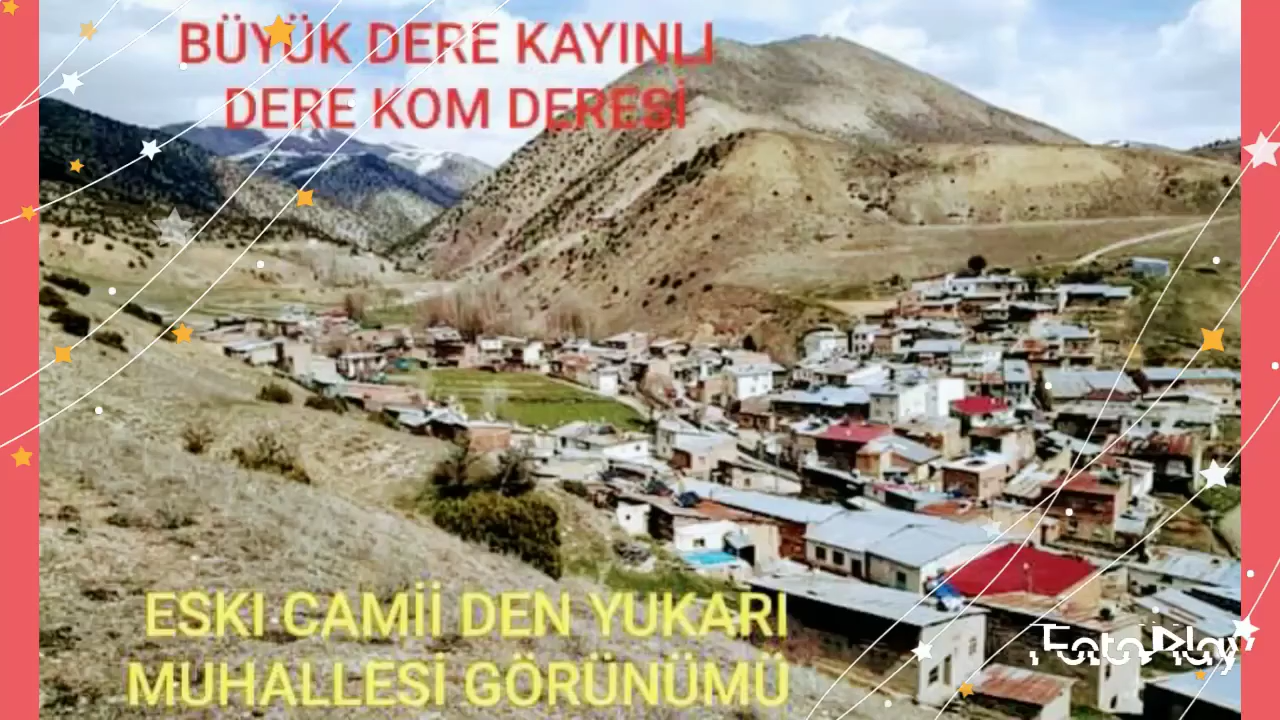 BÜYÜK DERE KAYINLI
DERE KOM DERESİ
ESKI CAMİİ DEN YUKARI
MUHALLESİ GÖRÜNÜMÜ
FotoPlay